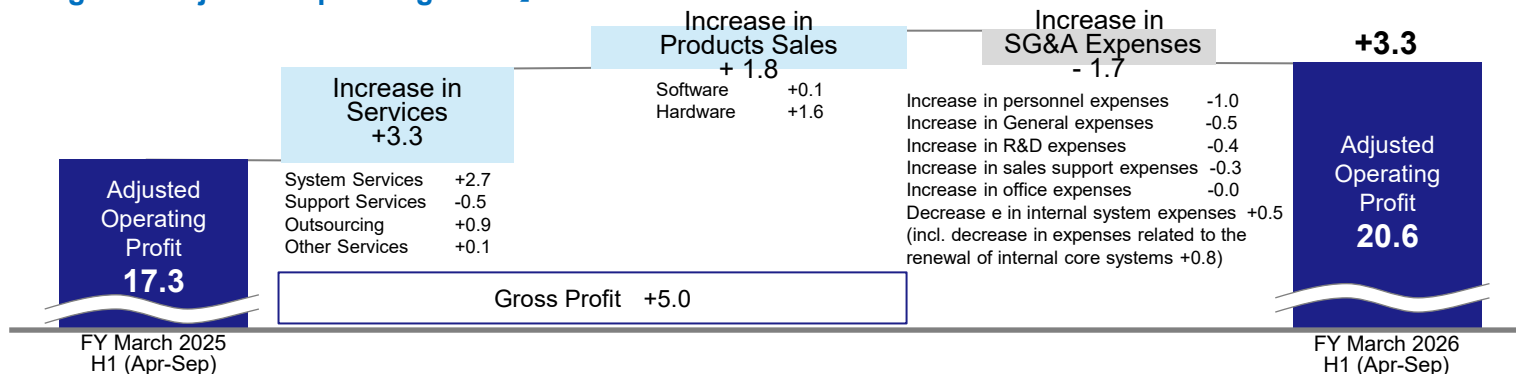 Increase in
Products Sales
+ 1.8
Software +0.1
Hardware +1.6
Increase in
SG&A Expenses
- 1.7
Increase in personnel expenses -1.0
Increase in General expenses -0.5
Increase in R&D expenses -0.4
Increase in sales support expenses -0.3
Increase in office expenses -0.0
Decrease e in internal system expenses +0.5
(incl. decrease in expenses related to the
renewal of internal core systems +0.8)
+3.3
Increase in
Services
+3.3
System Services +2.7
Support Services -0.5
Outsourcing +0.9
Other Services +0.1
Adjusted
Operating
Profit
17.3
Gross Profit +5.0
Adjusted
Operating
Profit
20.6
FY March 2025
H1 (Apr-Sep)
FY March 2026
H1 (Apr-Sep)